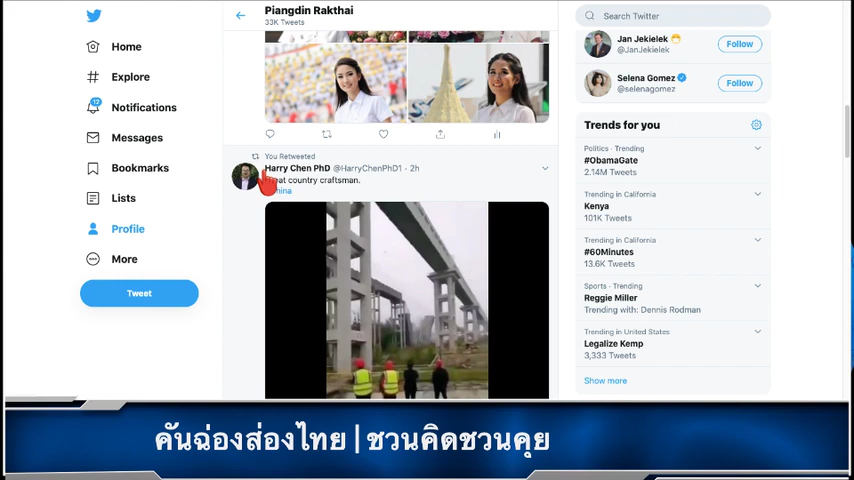 Home
Explore
12
Notifications
Messages
Bookmarks
Lists
Profile
More
Tweet
Piangdin Rakthai
33K Tweets
You Retweeted
Harry Chen PhD @HarryChenPhD1 · 2h
country craftsman.
Search Twitter
Jan Jekielek
@JanJekielek
Follow
Selena Gomez
@selenagomez
Follow
Trends for you
Politics · Trending
#ObamaGate
2.14M Tweets
Trending in California
Kenya
101K Tweets
Trending in California
#60Minutes
13.6K Tweets
Sports · Trending
Reggie Miller
Trending with: Dennis Rodman
Trending in United States
Legalize Kemp
3,333 Tweets
Show more
คันฉ่องส่องไทย | ชวนคิดชวนคุย